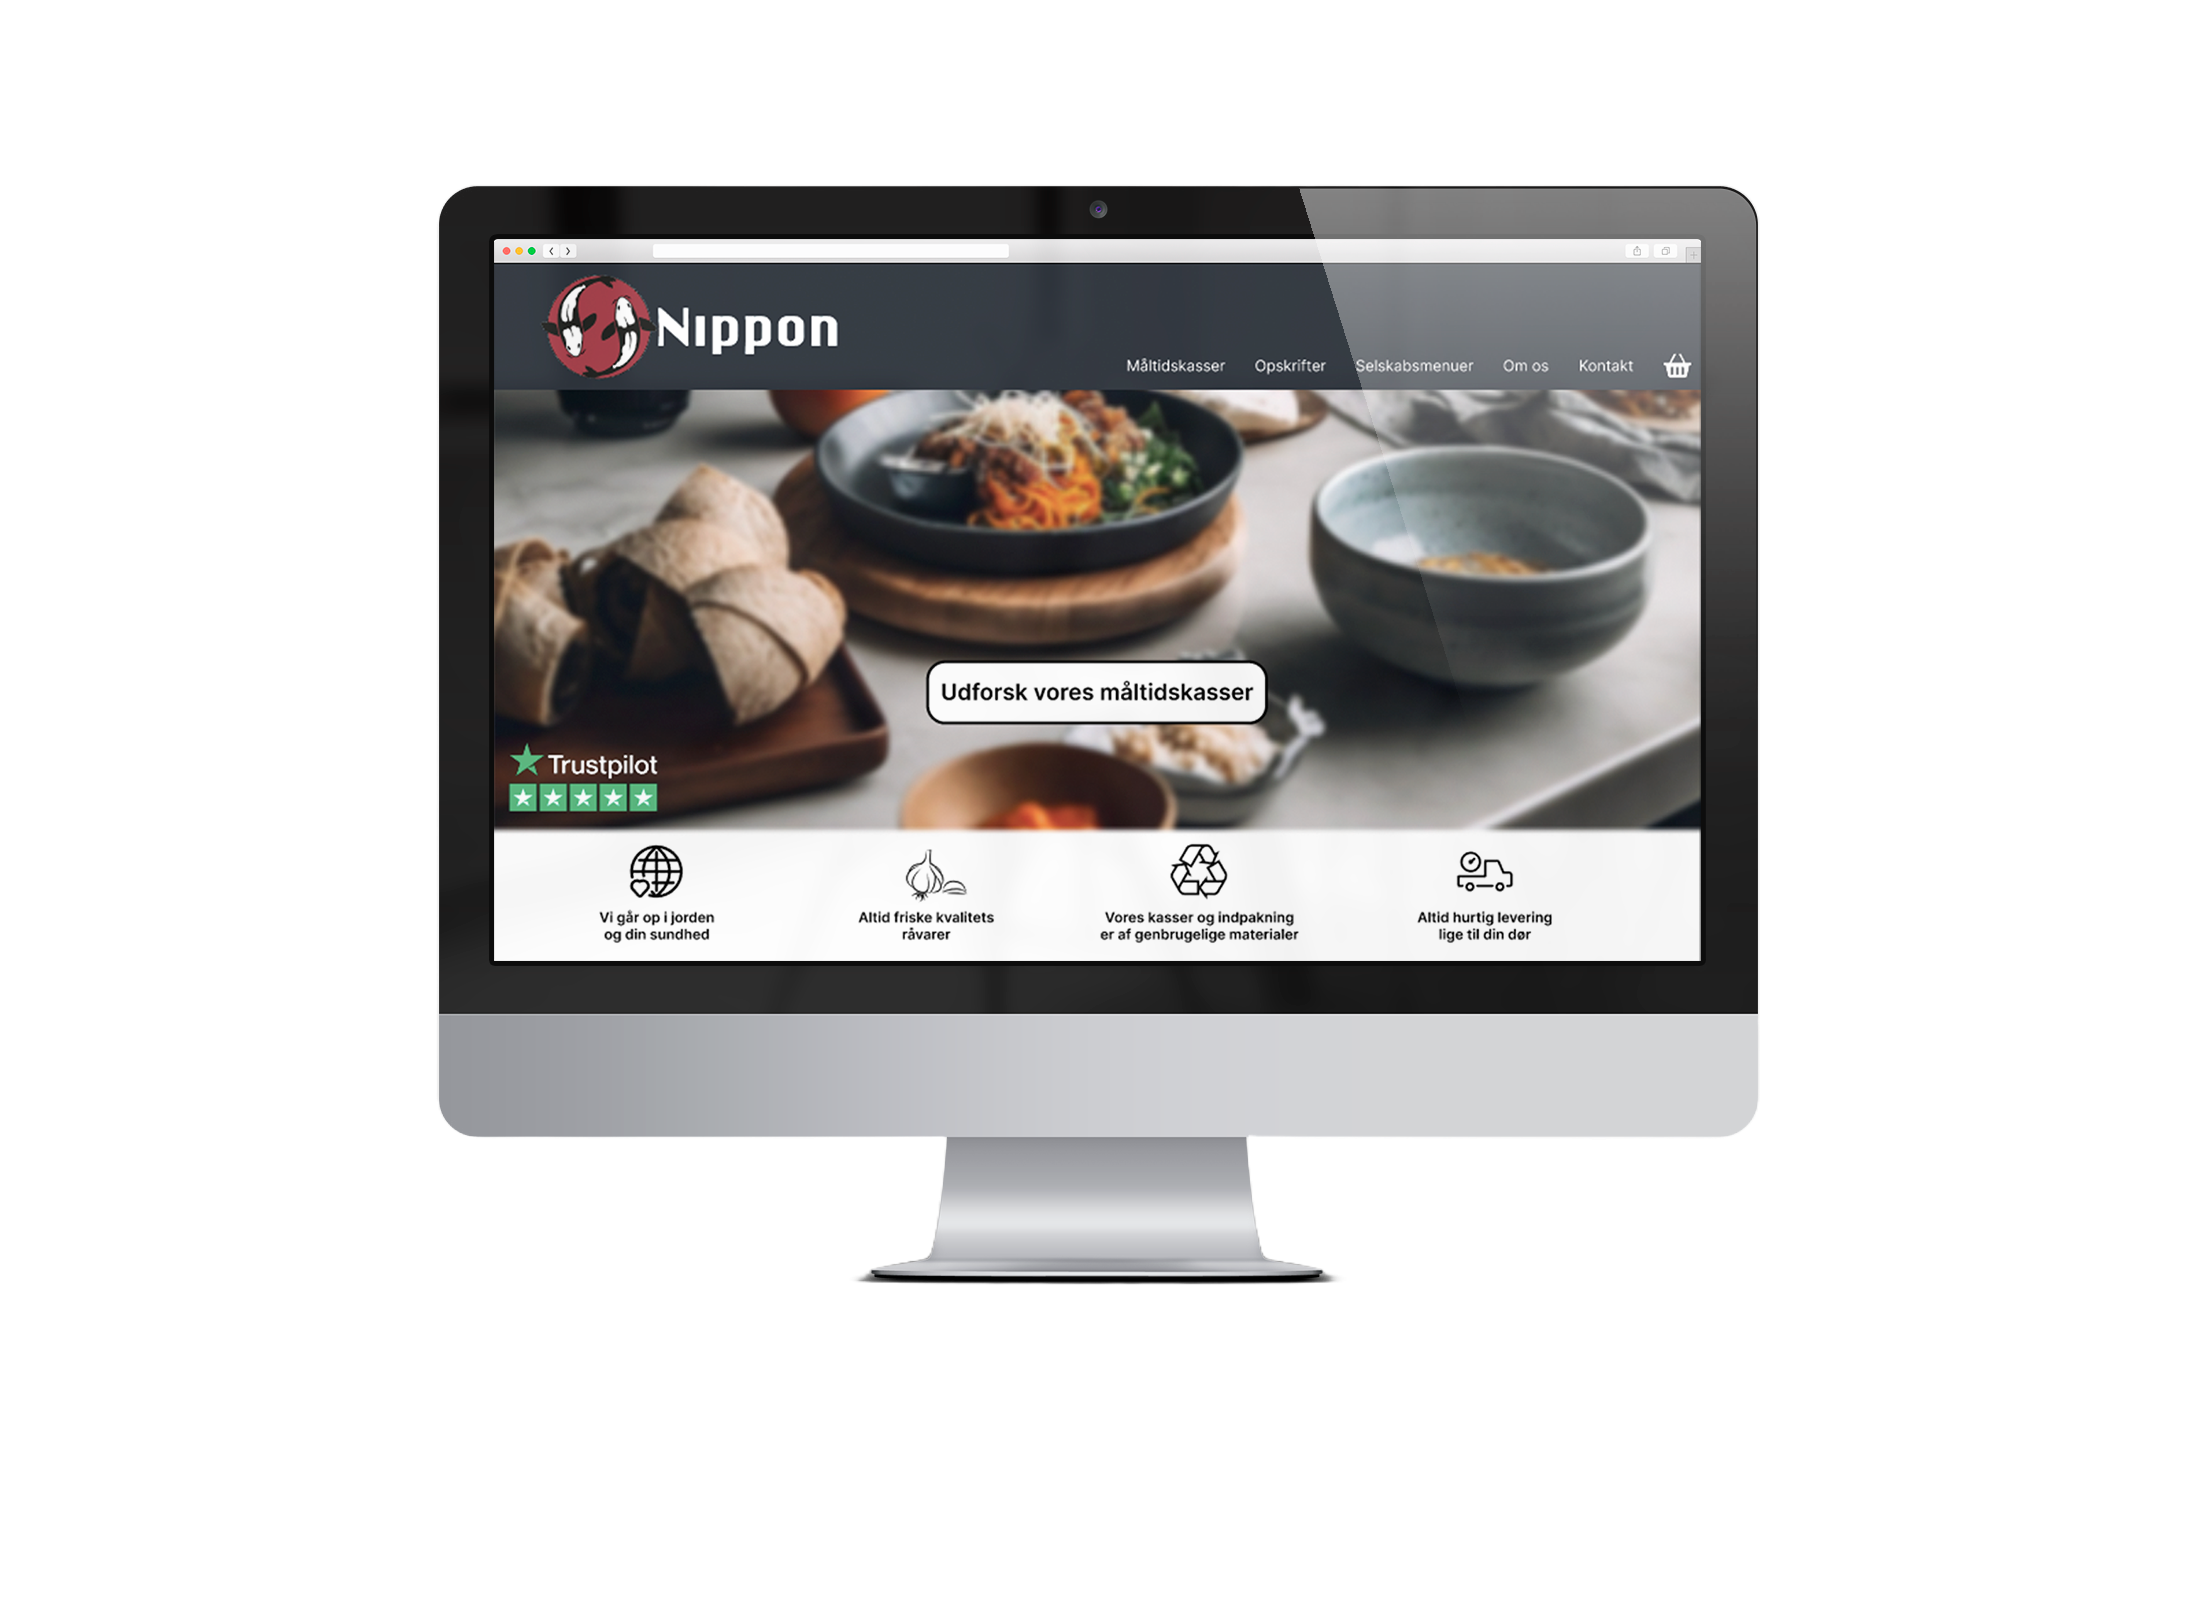 Nippon
Måltidskasser Opskrifter Selskabsmenuer Om os Kontakt
Udforsk vores måltidskasser
Trustpilot
Vi går op i jorden
og din sundhed
Altid friske kvalitets
råvarer
Vores kasser og indpakning
er af genbrugelige materialer
Altid hurtig levering
lige til din dør